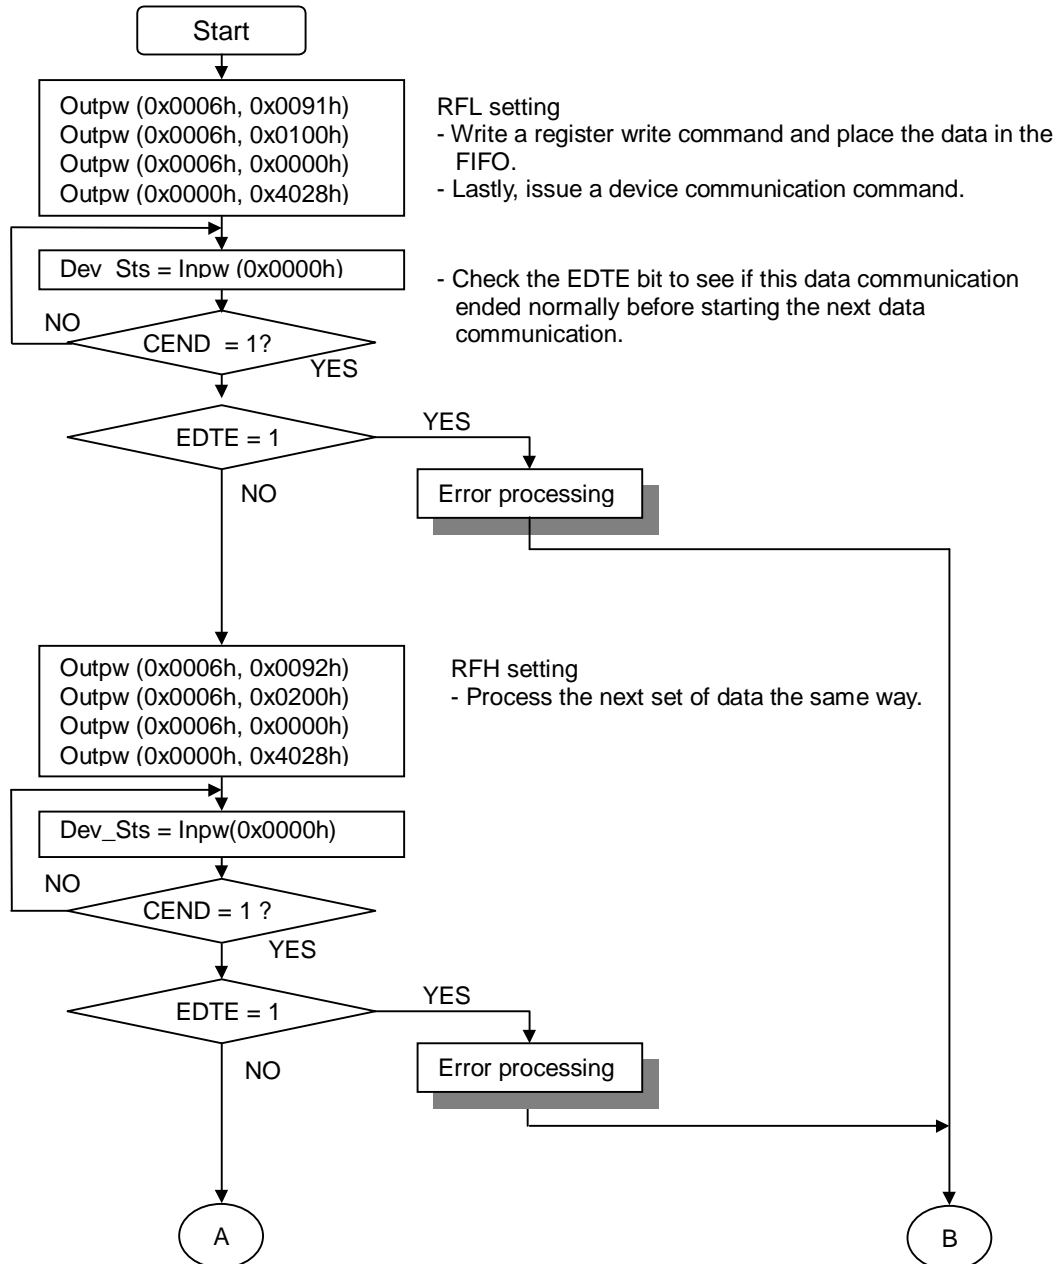 Start
Outpw (0x0006h, 0x0091h)
Outpw (0x0006h, 0x0100h)
Outpw (0x0006h, 0x0000h)
Outpw (0x0000h, 0x4028h)
RFL setting
- Write a register write command and place the data in the
FIFO.
- Lastly, issue a device communication command.
Dev_Sts = Inpw (0x0000h)
- Check the EDTE bit to see if this data communication
ended normally before starting the next data
communication.
NO
CEND = 1?
YES
EDTE = 1
YES
Error processing
NO
Outpw (0x0006h, 0x0092h)
Outpw (0x0006h, 0x0200h)
Outpw (0x0006h, 0x0000h)
Outpw (0x0000h, 0x4028h)
RFH setting
- Process the next set of data the same way.
Dev_Sts = Inpw(0x0000h)
NO
CEND = 1 ?
YES
EDTE = 1
YES
Error processing
NO
A
B